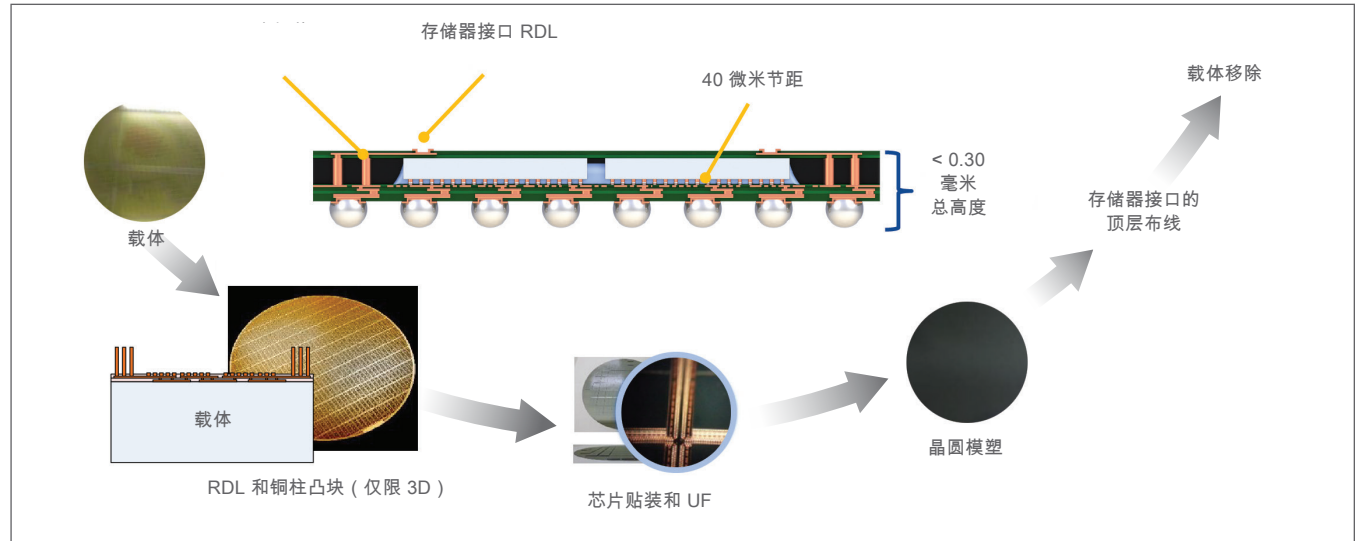 存储器接口 RDL
40 微米节距
载体移除
< 0.30
毫米
总高度
存储器接口的
顶层布线
载体
载体
RDL 和铜柱凸块（仅限 3D）
芯片贴装和 UF
晶圆模塑